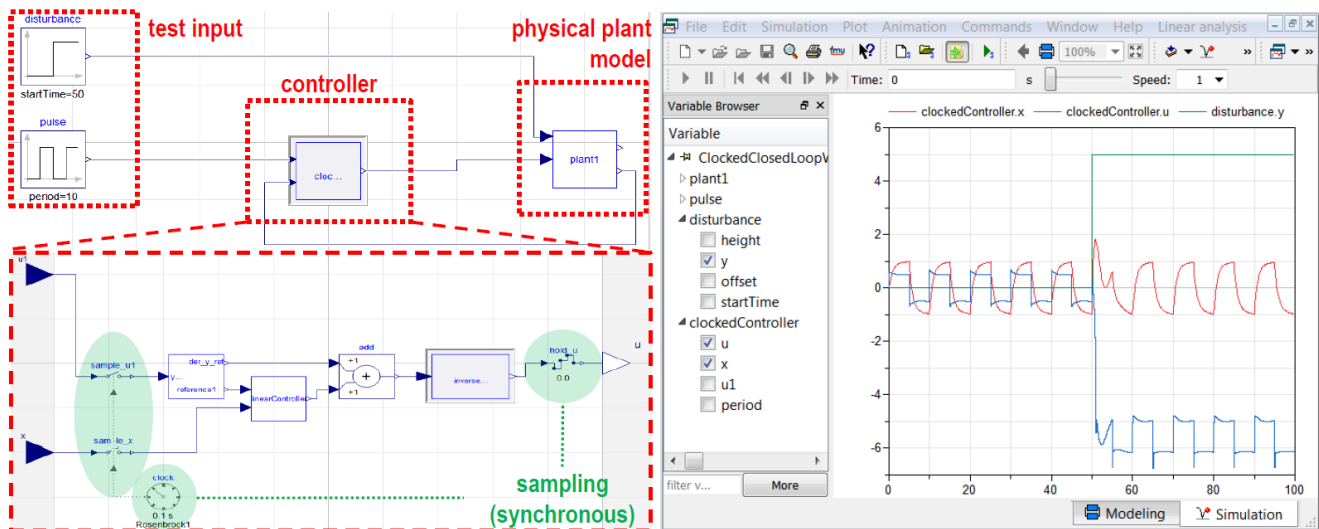 disturbance
test input
startTime=50
pulse
period=10
controller
cloc...
physical plant
model
plant1
u1
sample_u1
der_y_ref
y...
reference1
linearController
add
+1
+
+1
inverse...
hold_u
0.0
u
x
clock
0.1 s
Rosenbrock1
sampling
(synchronous)
File Edit Simulation Plot Animation Commands Window Help Linear analysis
fmu 100% » »
Time: 0 s Speed: 1
Variable Browser
Variable
plant1
pulse
disturbance
height
y
offset
startTime
clockedController
u
x
u1
period
filter v... More
clockedController.x clockedController.u disturbance.y
6
4
2
0
-2
-4
-6
0 20 40 60 80 100
Modeling Simulation